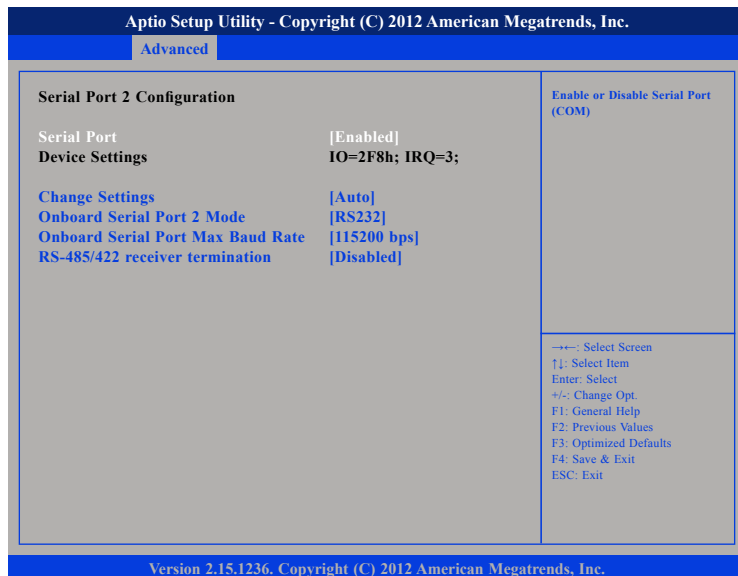 Aptio Setup Utility - Copyright (C) 2012 American Megatrends, Inc.
Advanced
Serial Port 2 Configuration
Serial Port [Enabled]
Device Settings IO=2F8h; IRQ=3;
Change Settings [Auto]
Onboard Serial Port 2 Mode [RS232]
Onboard Serial Port Max Baud Rate [115200 bps]
RS-485/422 receiver termination [Disabled]
Enable or Disable Serial Port
(COM)
→←: Select Screen
↑↓: Select Item
Enter: Select
+/-: Change Opt.
F1: General Help
F2: Previous Values
F3: Optimized Defaults
F4: Save & Exit
ESC: Exit
Version 2.15.1236. Copyright (C) 2012 American Megatrends, Inc.